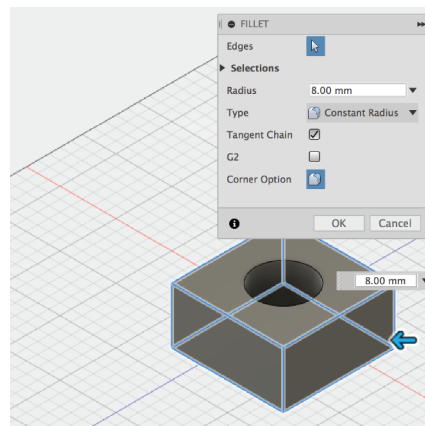 FILLET
Edges
Selections
Radius 8.00 mm
Type Constant Radius
Tangent Chain
G2
Corner Option
OK Cancel
8.00 mm